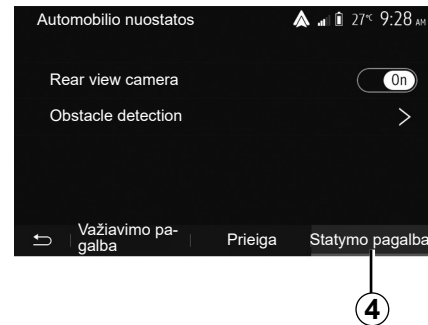 Automobilio nuostatos 27°C 9:28 AM
Rear view camera On
Obstacle detection
Važiavimo pa-
galba
Prieiga
Statymo pagalba
4